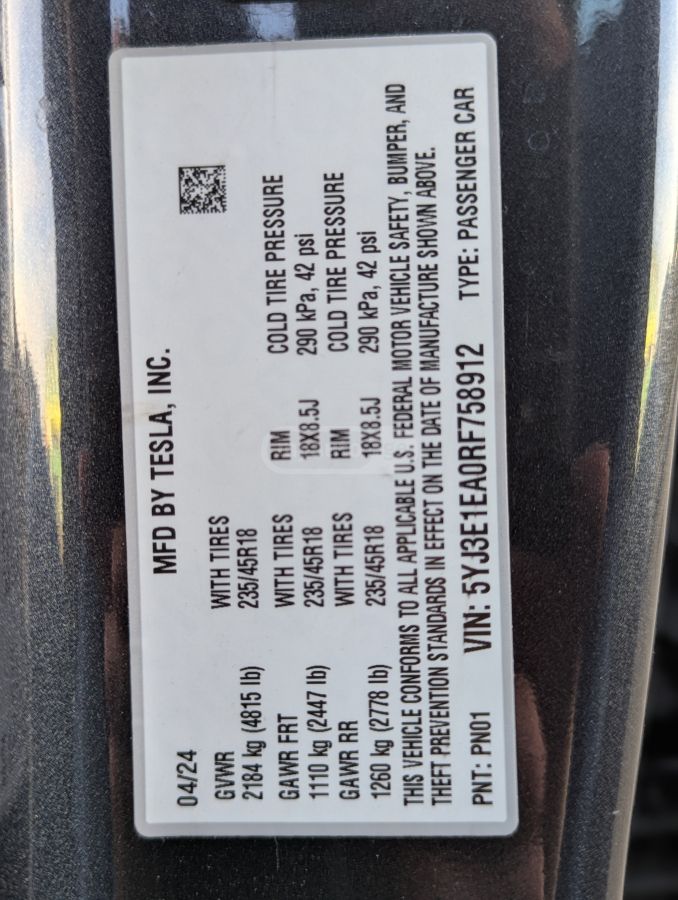 MFD BY TESLA, INC.
04/24
GVWR WITH TIRES
2184 kg (4815 lb) 235/45R18
GAWR FRT WITH TIRES RIM COLD TIRE PRESSURE
1110 kg (2447 lb) 235/45R18 18X8.5J 290 kPa, 42 psi
GAWR RR WITH TIRES RIM COLD TIRE PRESSURE
1260 kg (2778 lb) 235/45R18 18X8.5J 290 kPa, 42 psi
THIS VEHICLE CONFORMS TO ALL APPLICABLE U.S. FEDERAL MOTOR VEHICLE SAFETY, BUMPER, AND
THEFT PREVENTION STANDARDS IN EFFECT ON THE DATE OF MANUFACTURE SHOWN ABOVE.
PNT: PN01 VIN: 5YJ3E1EA0RF758912 TYPE: PASSENGER CAR